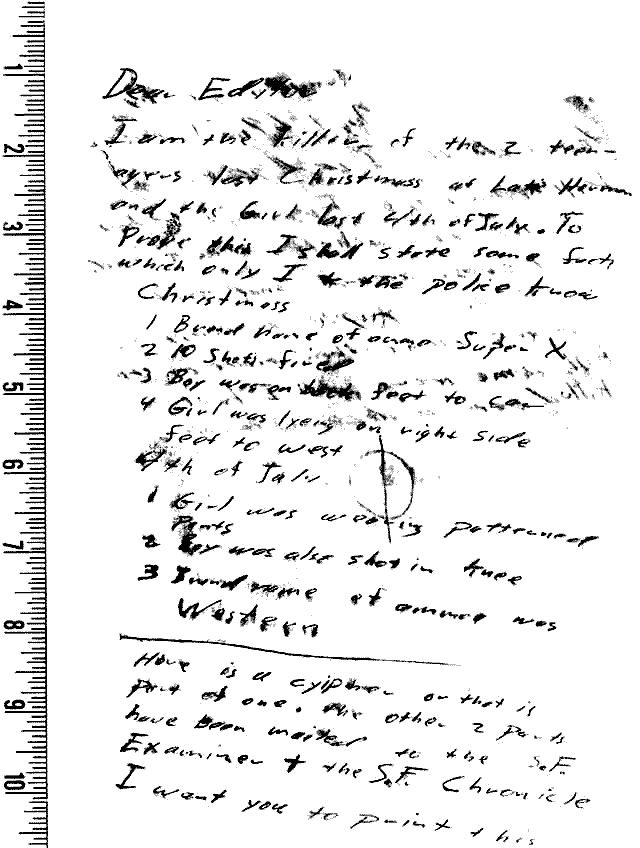 1
2
3
4
5
6
7
8
9
10
Dear Editor
I am the killer of the 2 teen-
agers last Christmass at Lake Herman
and the Girl last 4th of July. To
Prove this I shall state some facts
which only I + the police know
Christmass
1 Brand name of ammo Super X
2 10 Shots fired
3 Boy was on back feet to car
4 Girl was lyeing on right side
feet to west
4th of July
1 Girl was wearing patterned
Pants
2 Boy was also shot in knee
3 Brand name of ammo was
Western
Here is a cyipher or that is
part of one. the other 2 parts
have been mailed to the S.F.
Examiner + the S.F. Chronicle
I want you to print this